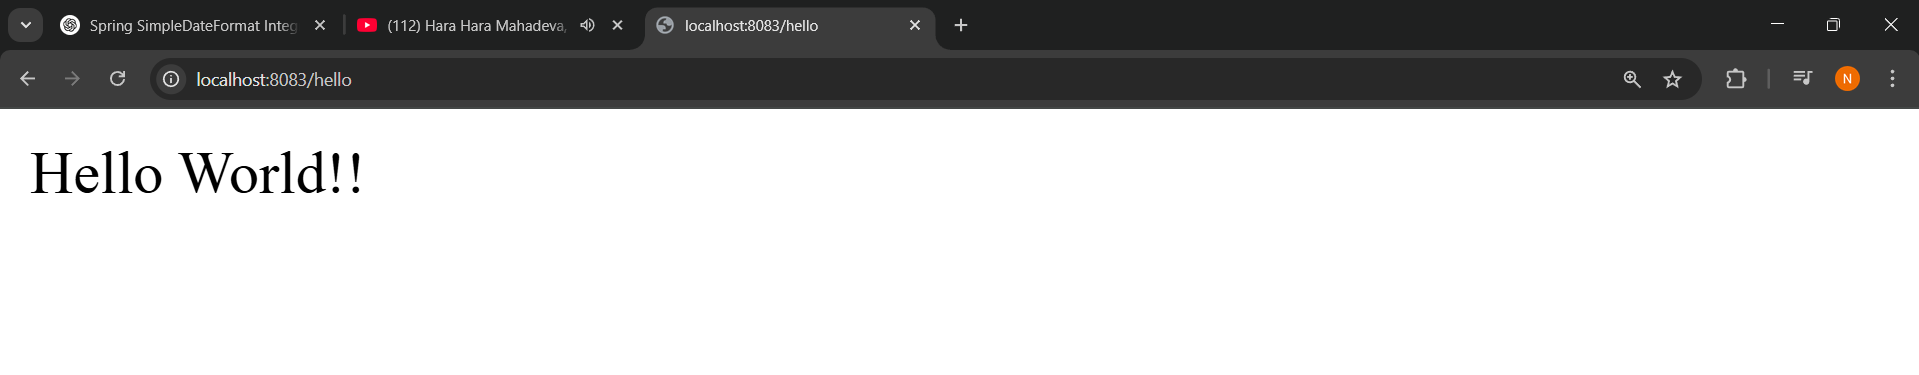 Spring SimpleDateFormat Integ
(112) Hara Hara Mahadeva,
localhost:8083/hello
localhost:8083/hello
N
Hello World!!